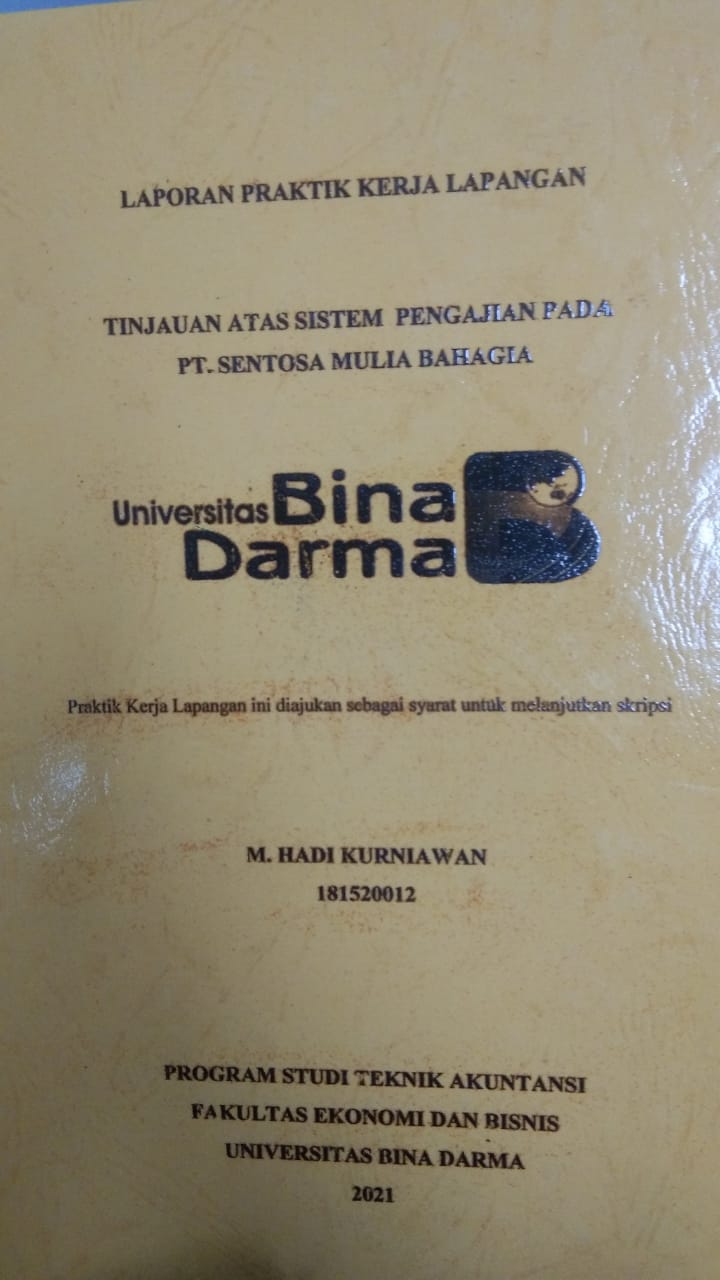 LAPORAN PRAKTIK KERJA LAPANGAN
TINJAUAN ATAS SISTEM PENGAJIAN PADA
PT. SENTOSA MULIA BAHAGIA
Universitas Bina
Darma
Praktik Kerja Lapangan ini diajukan sebagai syarat untuk melanjutkan skripsi
M. HADI KURNIAWAN
181520012
PROGRAM STUDI TEKNIK AKUNTANSI
FAKULTAS EKONOMI DAN BISNIS
UNIVERSITAS BINA DARMA
2021